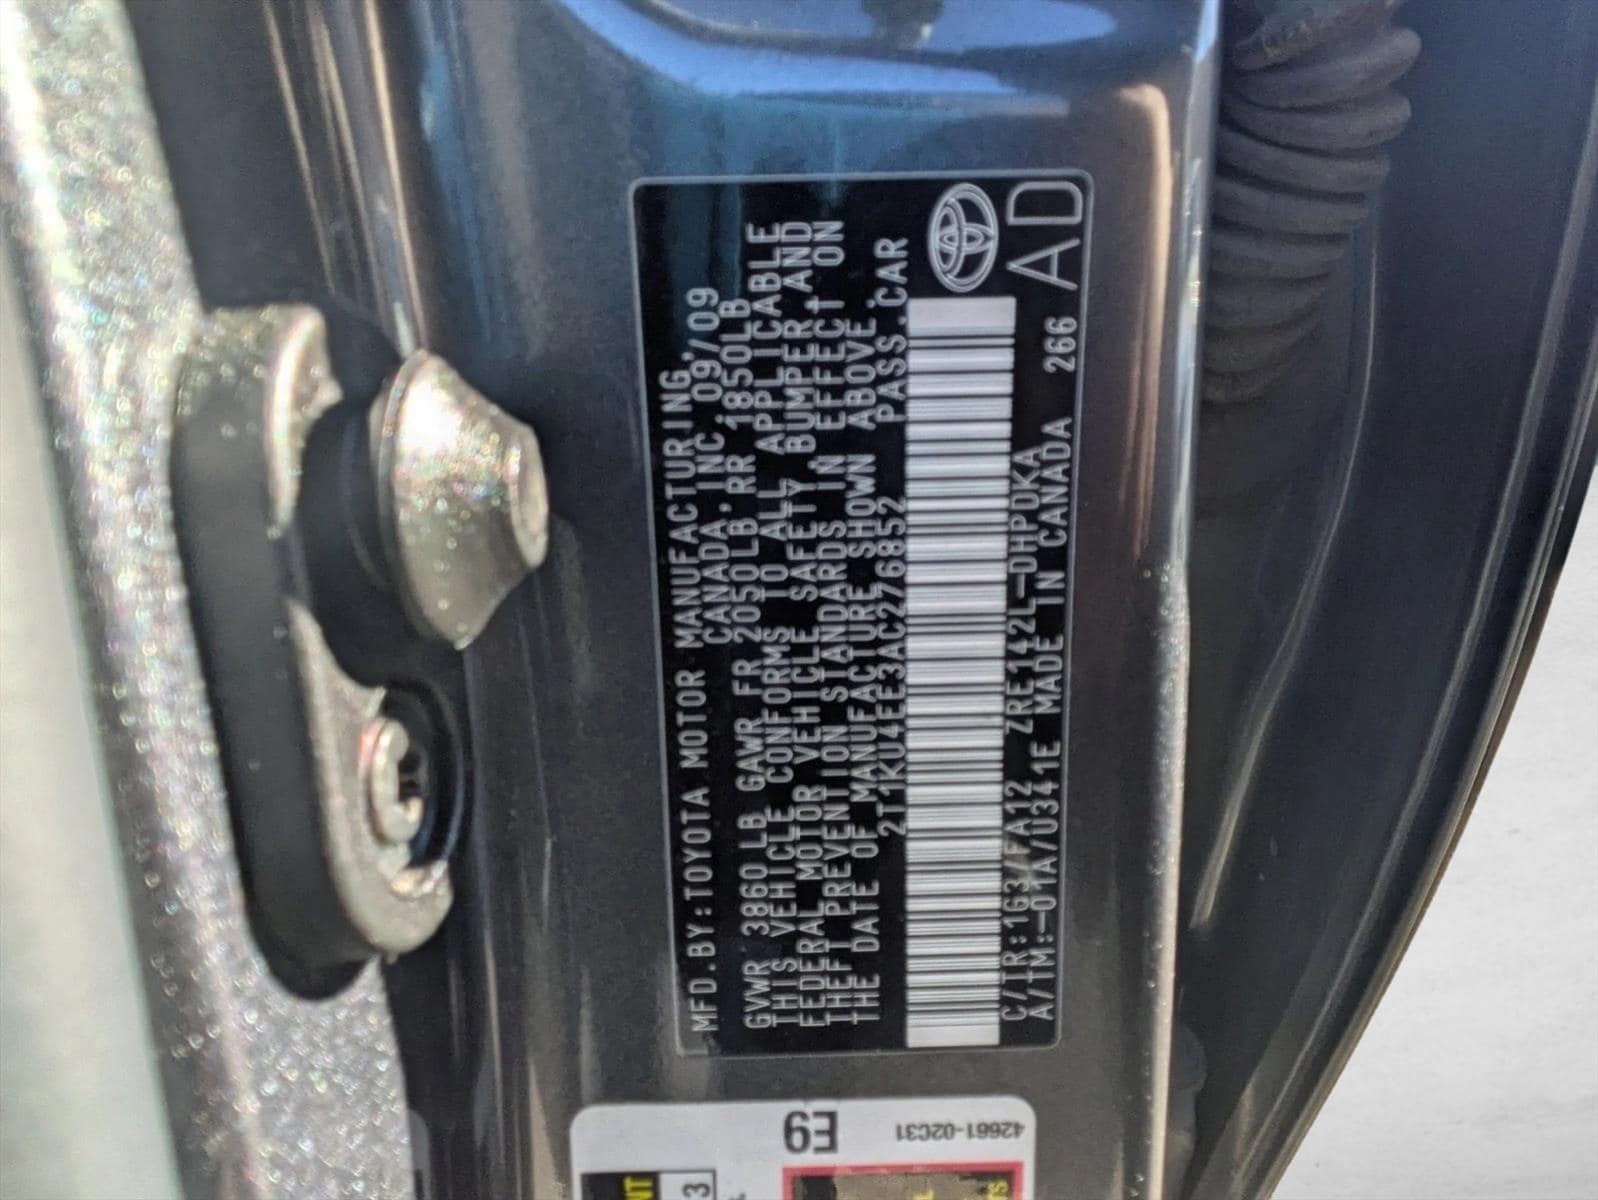 MFD.BY:TOYOTA MOTOR MANUFACTURING,
CANADA, INC 09/09
GVWR 3860LB GAWR FR 2050LB RR 1850LB
THIS VEHICLE CONFORMS TO ALL APPLICABLE
FEDERAL MOTOR VEHICLE SAFETY, BUMPER, AND
THEFT PREVENTION STANDARDS IN EFFECT ON
THE DATE OF MANUFACTURE SHOWN ABOVE.
2T1KU4EE3AC276852 PASS.CAR
C/TR:1G3/FA12 ZRE142L-DHPDKA
A/TM:-01A/U341E MADE IN CANADA 266
AD
E9
42661-02C31
3